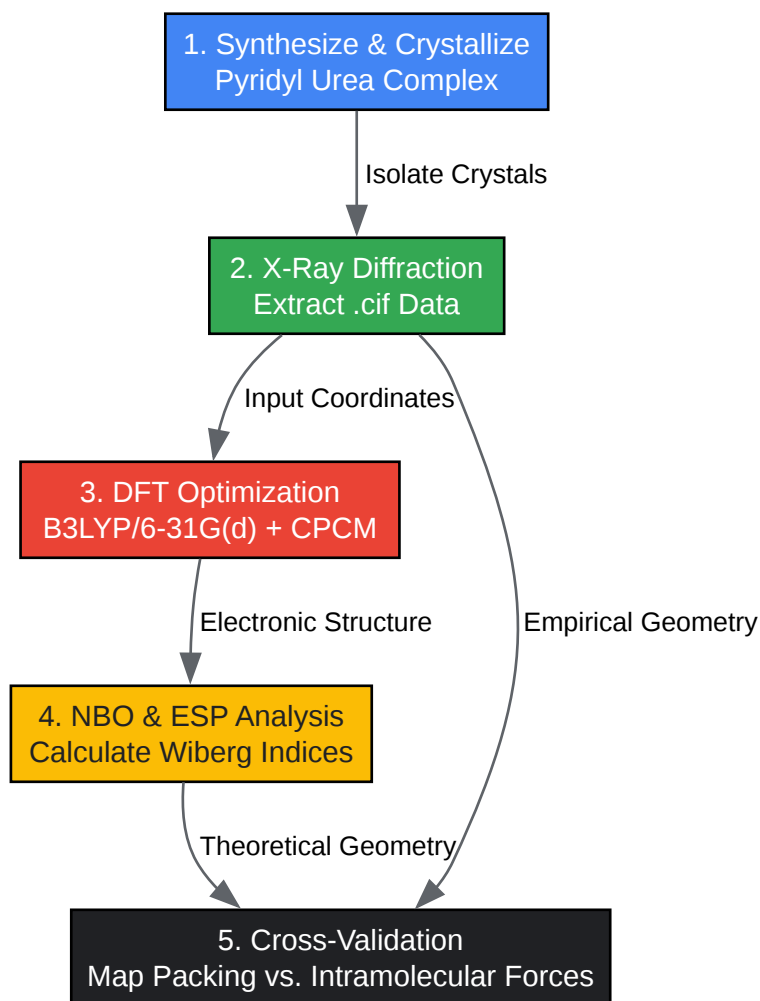 1. Synthesize & Crystallize
Pyridyl Urea Complex
Isolate Crystals
2. X-Ray Diffraction
Extract .cif Data
Input Coordinates
3. DFT Optimization
B3LYP/6-31G(d) + CPCM
Electronic Structure
Empirical Geometry
4. NBO & ESP Analysis
Calculate Wiberg Indices
Theoretical Geometry
5. Cross-Validation
Map Packing vs. Intramolecular Forces